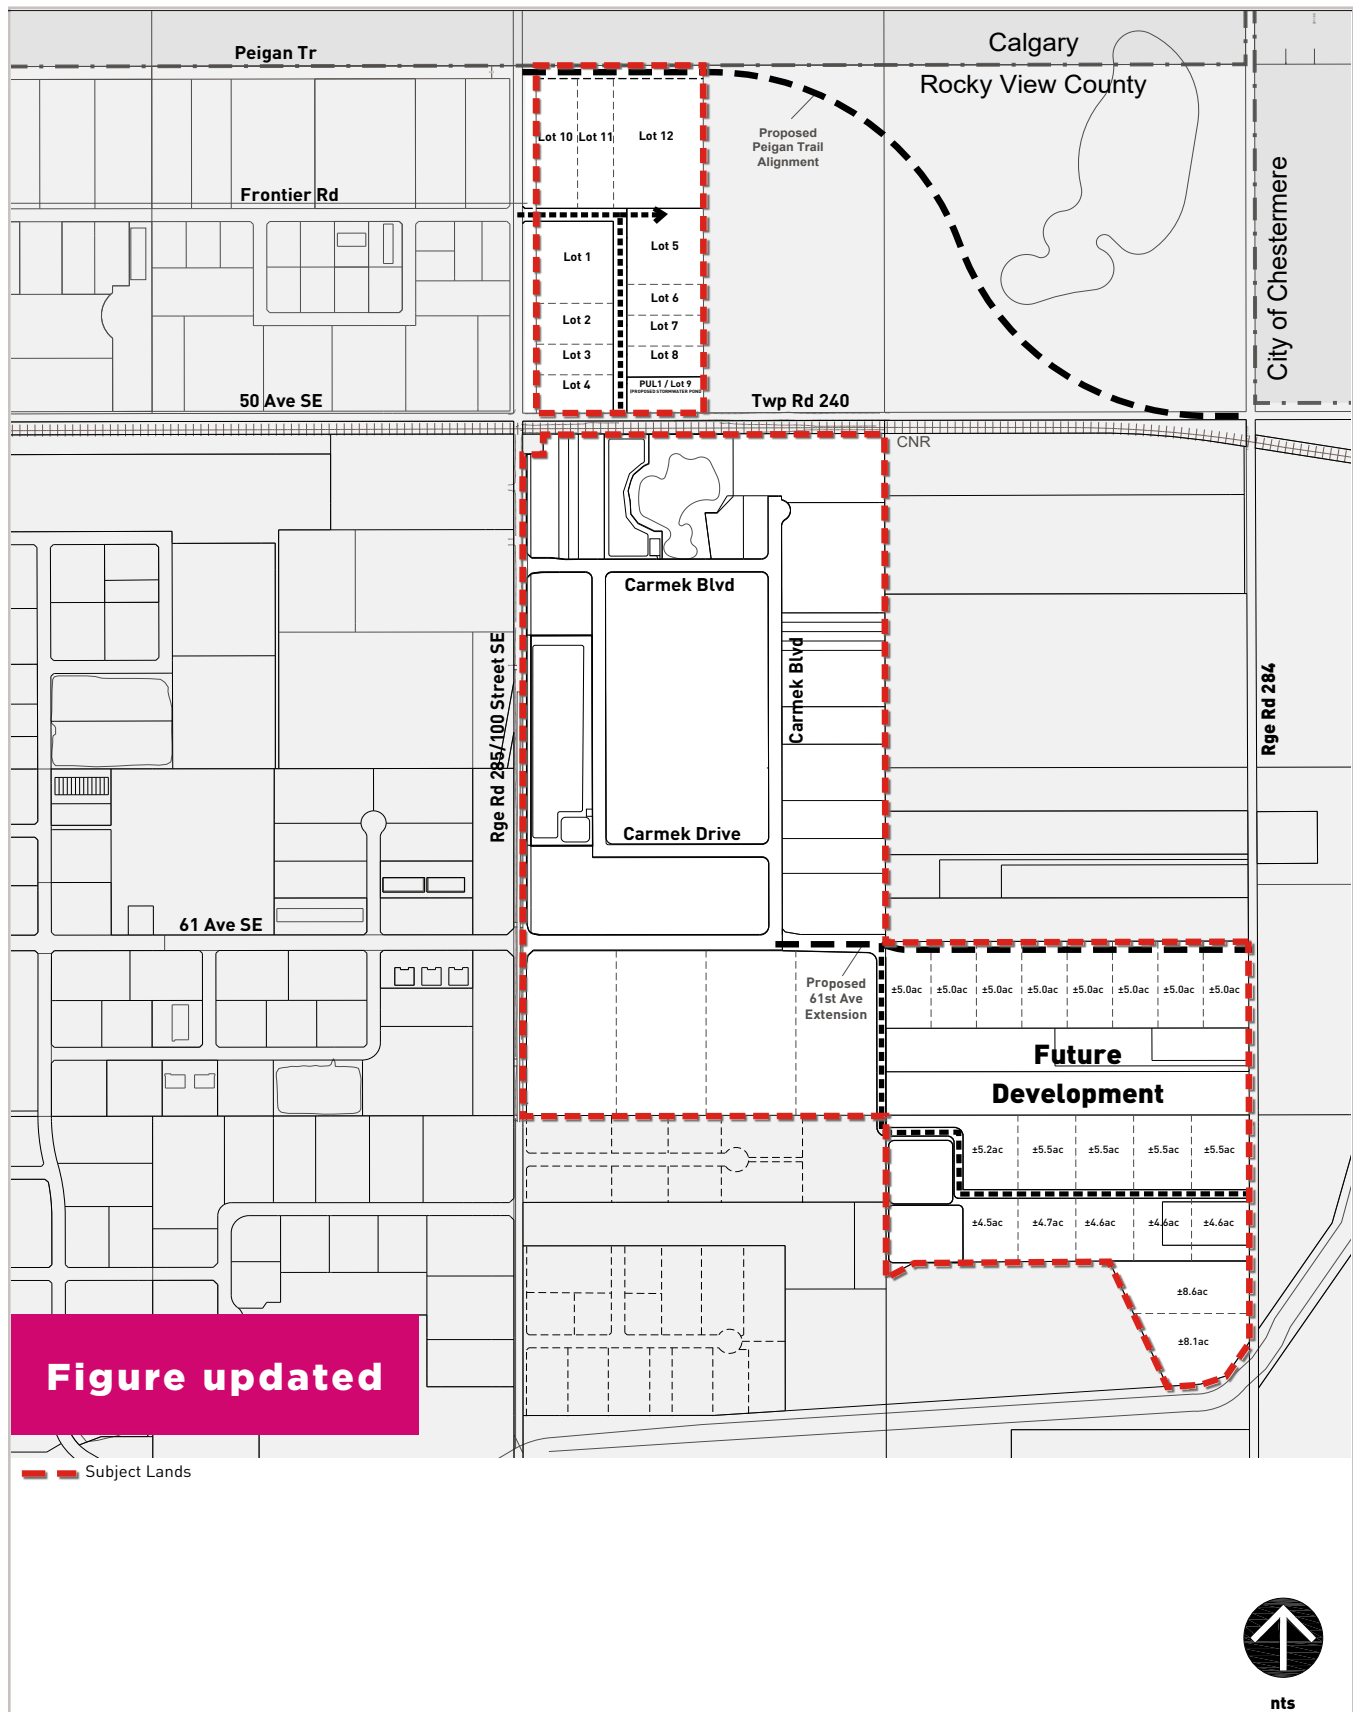 Peigan Tr
Calgary
Rocky View County
Lot 10
Lot 11
Lot 12
Proposed
Peigan Trail
Alignment
Frontier Rd
City of Chestermere
Lot 1
Lot 5
Lot 6
Lot 2
Lot 7
Lot 3
Lot 8
Lot 4
PUL1 / Lot 9
(PROPOSED STORMWATER POND)
50 Ave SE
Twp Rd 240
CNR
Carmek Blvd
Rge Rd 285/100 Street SE
Carmek Blvd
Rge Rd 284
Carmek Drive
61 Ave SE
Proposed
61st Ave
Extension
±5.0ac
±5.0ac
±5.0ac
±5.0ac
±5.0ac
±5.0ac
±5.0ac
±5.0ac
Future
Development
±5.2ac
±5.5ac
±5.5ac
±5.5ac
±5.5ac
±4.5ac
±4.7ac
±4.6ac
±4.6ac
±4.6ac
±8.6ac
±8.1ac
Figure updated
Subject Lands
nts